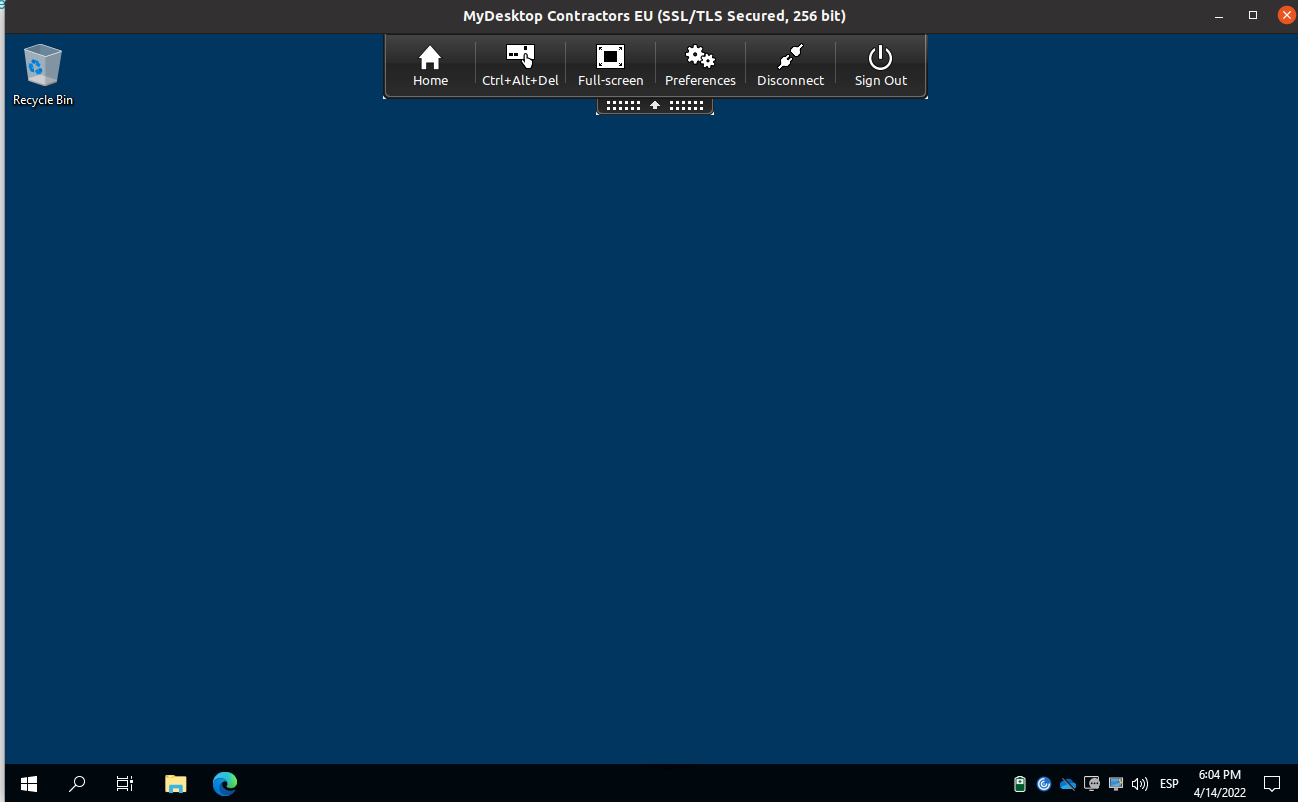 MyDesktop Contractors EU (SSL/TLS Secured, 256 bit)
Home
Ctrl+Alt+Del
Full-screen
Preferences
Disconnect
Sign Out
Recycle Bin
ESP
6:04 PM
4/14/2022